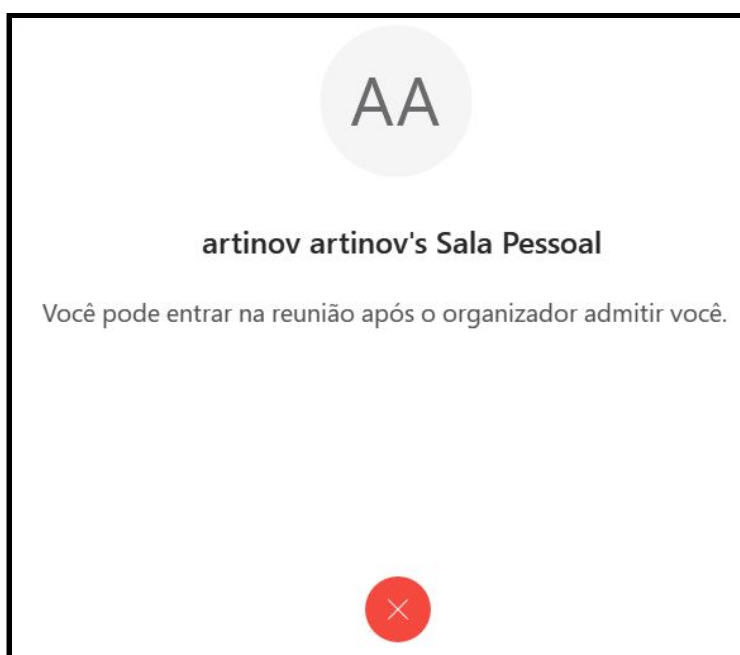 AA
artinov artinov's Sala Pessoal
Você pode entrar na reunião após o organizador admitir você.